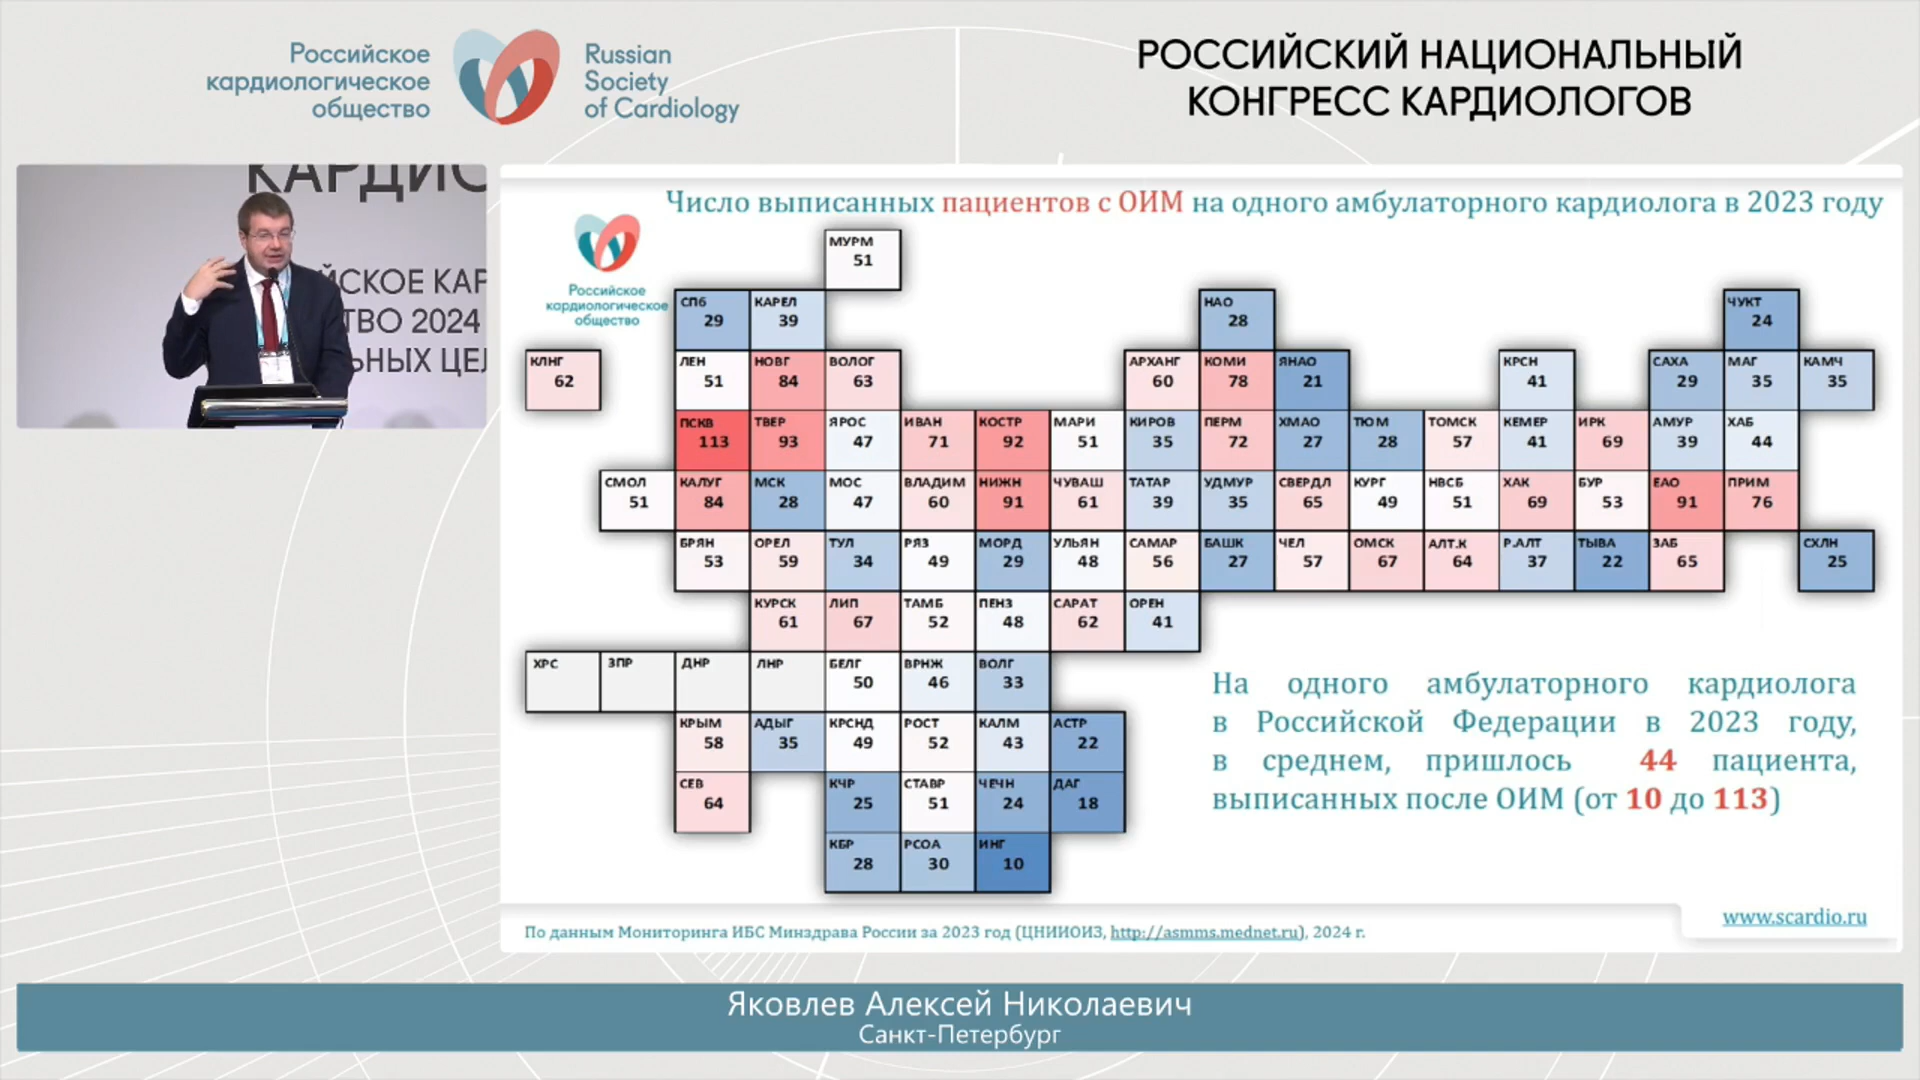 Российское
кардиологическое
общество
Russian
Society
of Cardiology
РОССИЙСКИЙ НАЦИОНАЛЬНЫЙ
КОНГРЕСС КАРДИОЛОГОВ
КАРДИО
ЙСКОЕ КАР
ТВО 2024
ЬНЫХ ЦЕЛ
Число выписанных пациентов с ОИМ на одного амбулаторного кардиолога в 2023 году
Российское
кардиологическое
общество
МУРМ
51
СПб КАРЕЛ НАО ЧУКТ
29 39 28 24
КЛНГ ЛЕН НОВГ ВОЛОГ АРХАНГ КОМИ ЯНАО КРСН САХА МАГ КАМЧ
62 51 84 63 60 78 21 41 29 35 35
ПСКВ ТВЕР ЯРОС ИВАН КОСТР МАРИ КИРОВ ПЕРМ ХМАО ТЮМ ТОМСК КЕМЕР ИРК АМУР ХАБ
113 93 47 71 92 51 35 72 27 28 57 41 69 39 44
СМОЛ КАЛУГ МСК МОС ВЛАДИМ НИЖН ЧУВАШ ТАТАР УДМУР СВЕРДЛ КУРГ НВСБ ХАК БУР ЕАО ПРИМ
51 84 28 47 60 91 61 39 35 65 49 51 69 53 91 76
БРЯН ОРЕЛ ТУЛ РЯЗ МОРД УЛЬЯН САМАР БАШК ЧЕЛ ОМСК АЛТ.К Р.АЛТ ТЫВА ЗАБ СХЛН
53 59 34 49 29 48 56 27 57 67 64 37 22 65 25
КУРСК ЛИП ТАМБ ПЕНЗ САРАТ ОРЕН
61 67 52 48 62 41
ХРС ЗПР ДНР ЛНР БЕЛГ ВРНЖ ВОЛГ
50 46 33
КРЫМ АДЫГ КРСНД РОСТ КАЛМ АСТР
58 35 49 52 43 22
СЕВ КЧР СТАВР ЧЕЧН ДАГ
64 25 51 24 18
КБР РСОА ИНГ
28 30 10
На одного амбулаторного кардиолога
в Российской Федерации в 2023 году,
в среднем, пришлось 44 пациента,
выписанных после ОИМ (от 10 до 113)
По данным Мониторинга ИБС Минздрава России за 2023 год (ЦНИИОИЗ, http://asmms.mednet.ru), 2024 г.
www.scardio.ru
Яковлев Алексей Николаевич
Санкт-Петербург